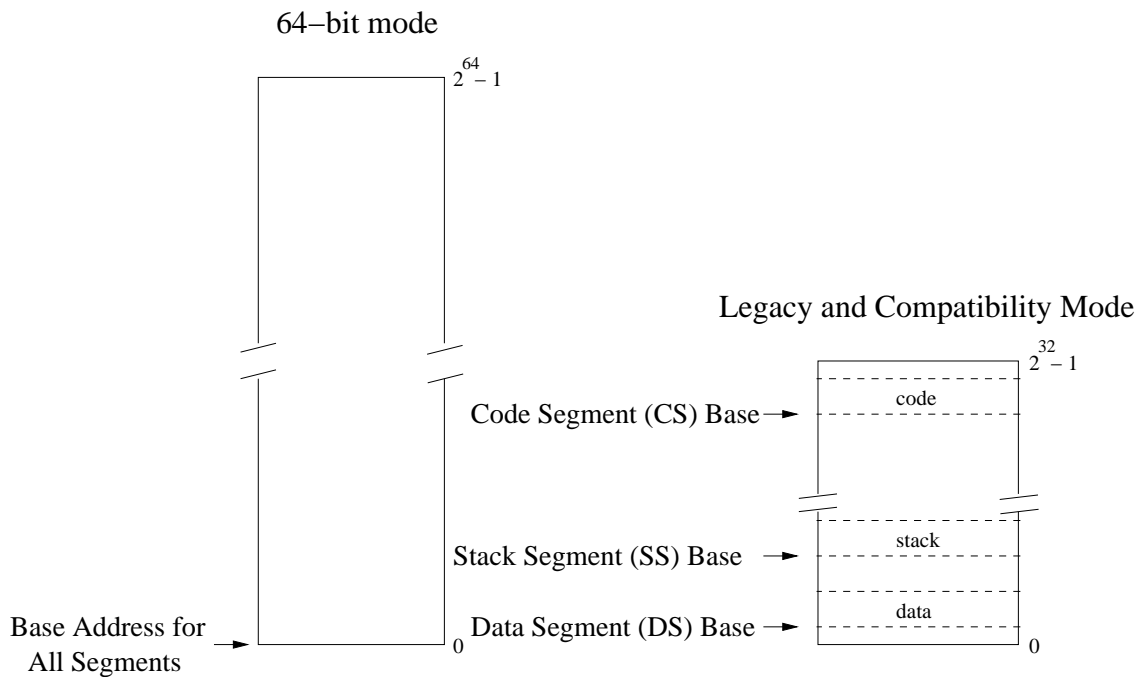 64−bit mode
2^64 − 1
Legacy and Compatibility Mode
2^32 − 1
code
Code Segment (CS) Base
stack
Stack Segment (SS) Base
data
Data Segment (DS) Base
Base Address for
All Segments
0
0